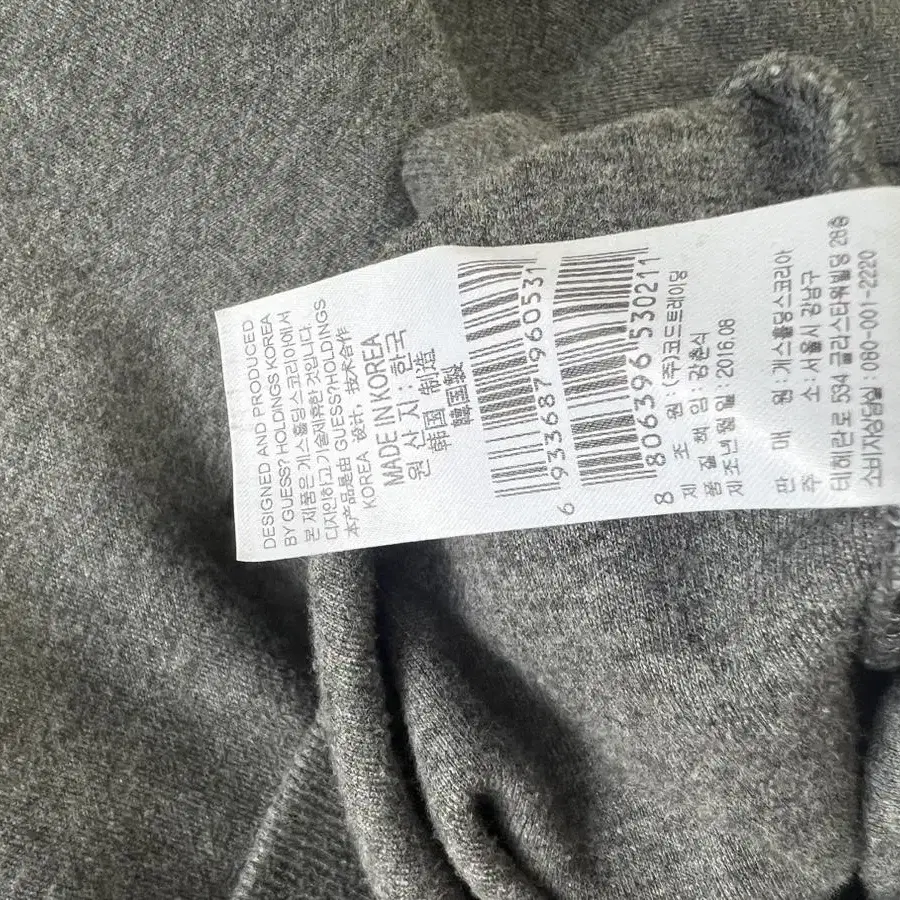 DESIGNED AND PRODUCED
BY GUESS? HOLDINGS KOREA
본 제품은 게스홀딩스코리아에서
디자인하고 기술제휴한 것입니다.
本产品是由 GUESS?HOLDINGS
KOREA 设计、技术合作
MADE IN KOREA
원 산 지 : 한국
韩国 制造
韓国製
6 933687 960531
8 806396 530211
제 조 원 : (주)코드트레이딩
품 질 책 임 : 김춘식
제조년월일 : 2016.08
판 매 원 : 게스홀딩스코리아
주 소 : 서울시 강남구
테헤란로 534 글라스타워빌딩 28층
소비자상담실 : 080-001-2220